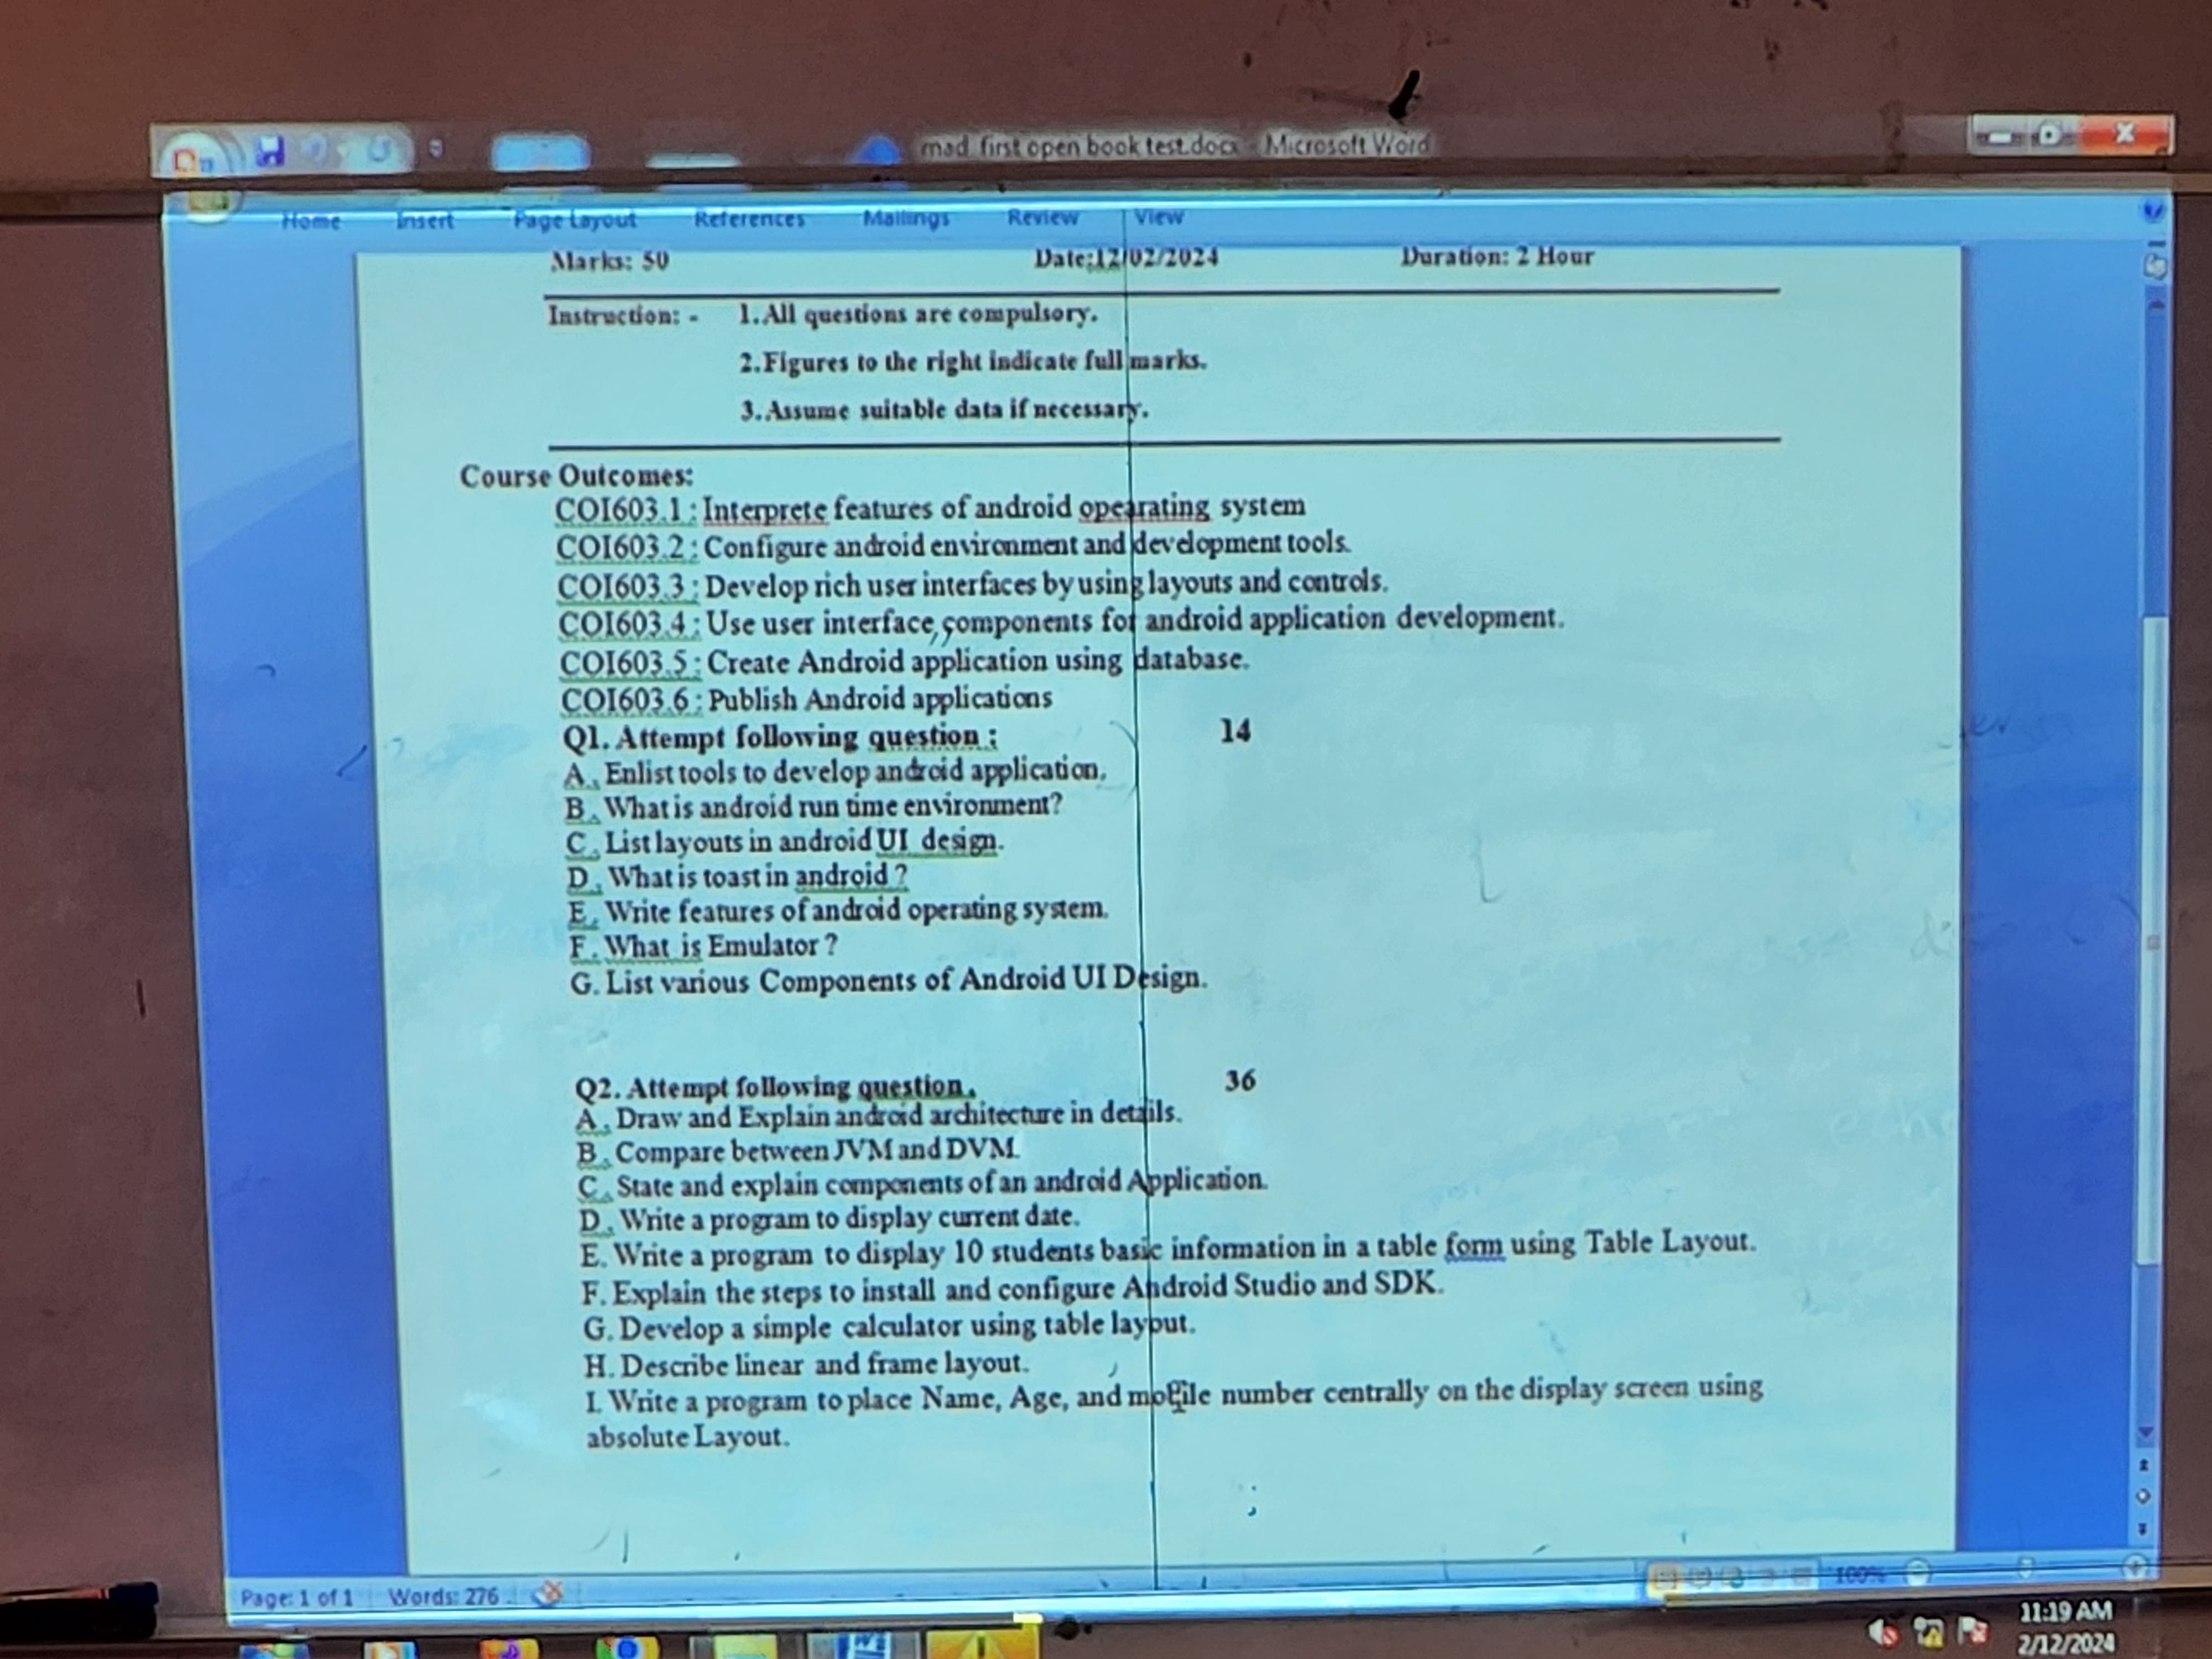 mad first open book test.docx - Microsoft Word
Home Insert Page Layout References Mailings Review View
Marks: 50 Date:12/02/2024 Duration: 2 Hour
Instruction: - 1.All questions are compulsory.
2.Figures to the right indicate full marks.
3.Assume suitable data if necessary.
Course Outcomes:
COI603.1 : Interprete features of android opearating system
COI603.2 : Configure android environment and development tools.
COI603.3 : Develop rich user interfaces by using layouts and controls.
COI603.4 : Use user interface components for android application development.
COI603.5 : Create Android application using database.
COI603.6 : Publish Android applications
Q1. Attempt following question : 14
A. Enlist tools to develop android application.
B. What is android run time environment?
C. List layouts in android UI design.
D. What is toast in android ?
E. Write features of android operating system.
F. What is Emulator ?
G. List various Components of Android UI Design.
Q2. Attempt following question. 36
A. Draw and Explain android architecture in details.
B. Compare between JVM and DVM.
C. State and explain components of an android Application.
D. Write a program to display current date.
E. Write a program to display 10 students basic information in a table form using Table Layout.
F. Explain the steps to install and configure Android Studio and SDK.
G. Develop a simple calculator using table layout.
H. Describe linear and frame layout.
I. Write a program to place Name, Age, and mobile number centrally on the display screen using
absolute Layout.
Page: 1 of 1 Words: 276 100%
11:19 AM
2/12/2024